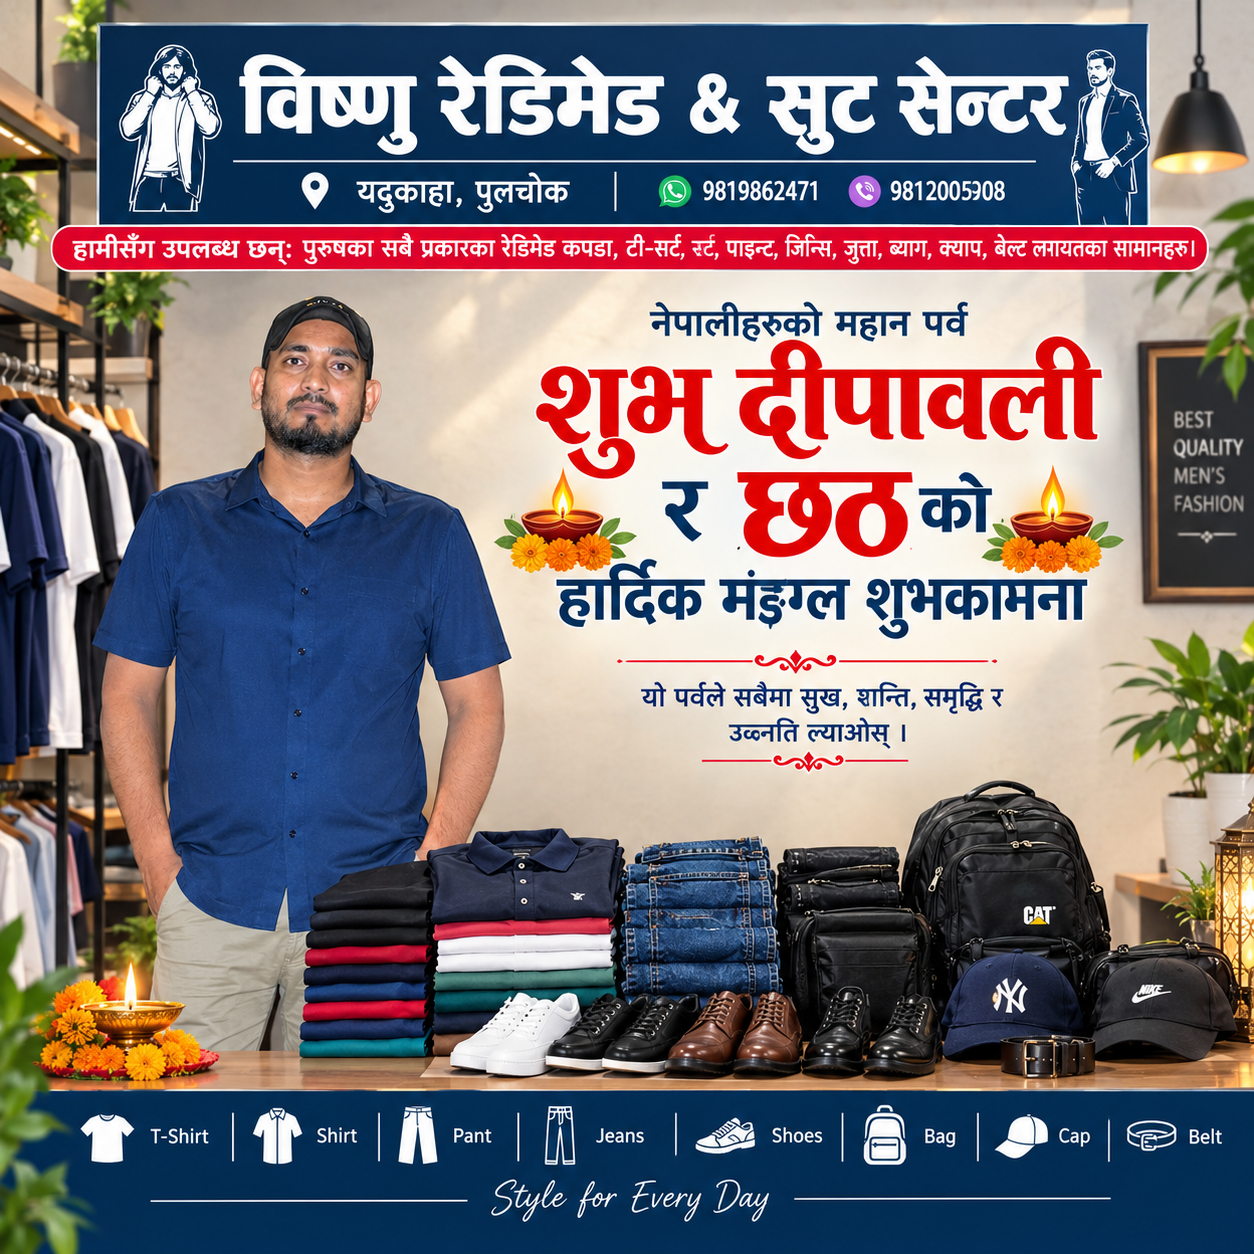 विष्णु रेडिमेड & सुट सेन्टर
यदुकाहा, पुलचोक | 9819862471 9812005908
हामीसँग उपलब्ध छन्: पुरुषका सबै प्रकारका रेडिमेड कपडा, टी-सर्ट, र्स्ट, पाइन्ट, जिन्सि, जुत्ता, ब्याग, क्याप, बेल्ट लगायतका सामानहरु।
नेपालीहरुको महान पर्व
शुभ दीपावली
र छठ को
हार्दिक मंङ्गल शुभकामना
यो पर्वले सबैमा सुख, शान्ति, समृद्धि र
उन्नति ल्याओस् ।
BEST
QUALITY
MEN'S
FASHION
CAT
NY
NIKE
T-Shirt | Shirt | Pant | Jeans | Shoes | Bag | Cap | Belt
Style for Every Day